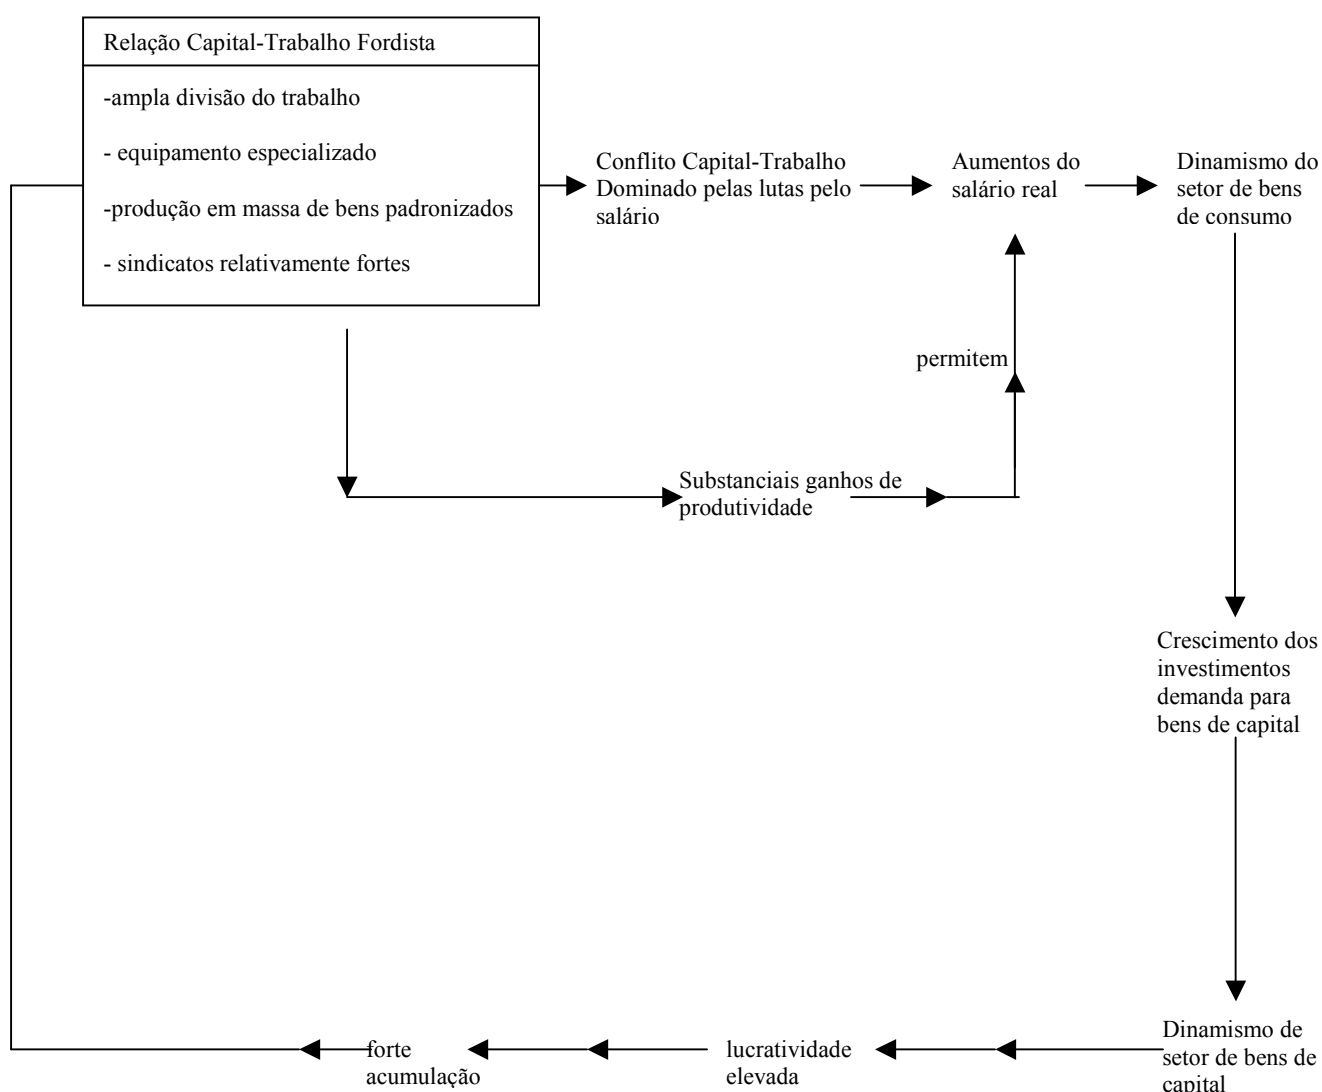 Relação Capital-Trabalho Fordista
-ampla divisão do trabalho
- equipamento especializado
-produção em massa de bens padronizados
- sindicatos relativamente fortes
Conflito Capital-Trabalho
Dominado pelas lutas pelo
salário
Aumentos do
salário real
Dinamismo do
setor de bens
de consumo
permitem
Substanciais ganhos de
produtividade
Crescimento dos
investimentos
demanda para
bens de capital
Dinamismo de
setor de bens de
capital
lucratividade
elevada
forte
acumulação